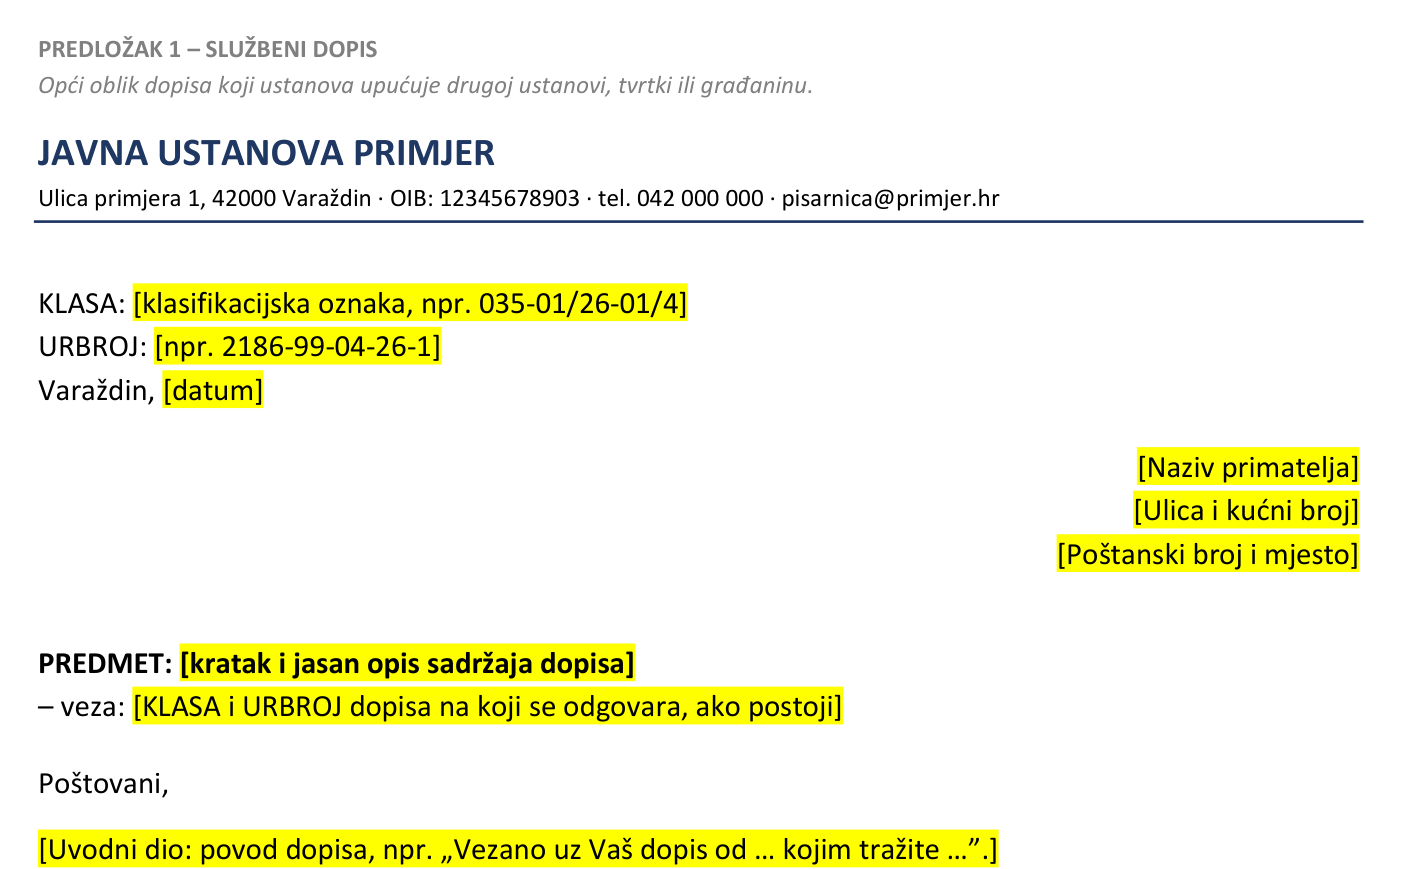 PREDLOŽAK 1 – SLUŽBENI DOPIS
Opći oblik dopisa koji ustanova upućuje drugoj ustanovi, tvrtki ili građaninu.
JAVNA USTANOVA PRIMJER
Ulica primjera 1, 42000 Varaždin · OIB: 12345678903 · tel. 042 000 000 · pisarnica@primjer.hr
KLASA: [klasifikacijska oznaka, npr. 035-01/26-01/4]
URBROJ: [npr. 2186-99-04-26-1]
Varaždin, [datum]
[Naziv primatelja]
[Ulica i kućni broj]
[Poštanski broj i mjesto]
PREDMET: [kratak i jasan opis sadržaja dopisa]
– veza: [KLASA i URBROJ dopisa na koji se odgovara, ako postoji]
Poštovani,
[Uvodni dio: povod dopisa, npr. „Vezano uz Vaš dopis od … kojim tražite …”.]